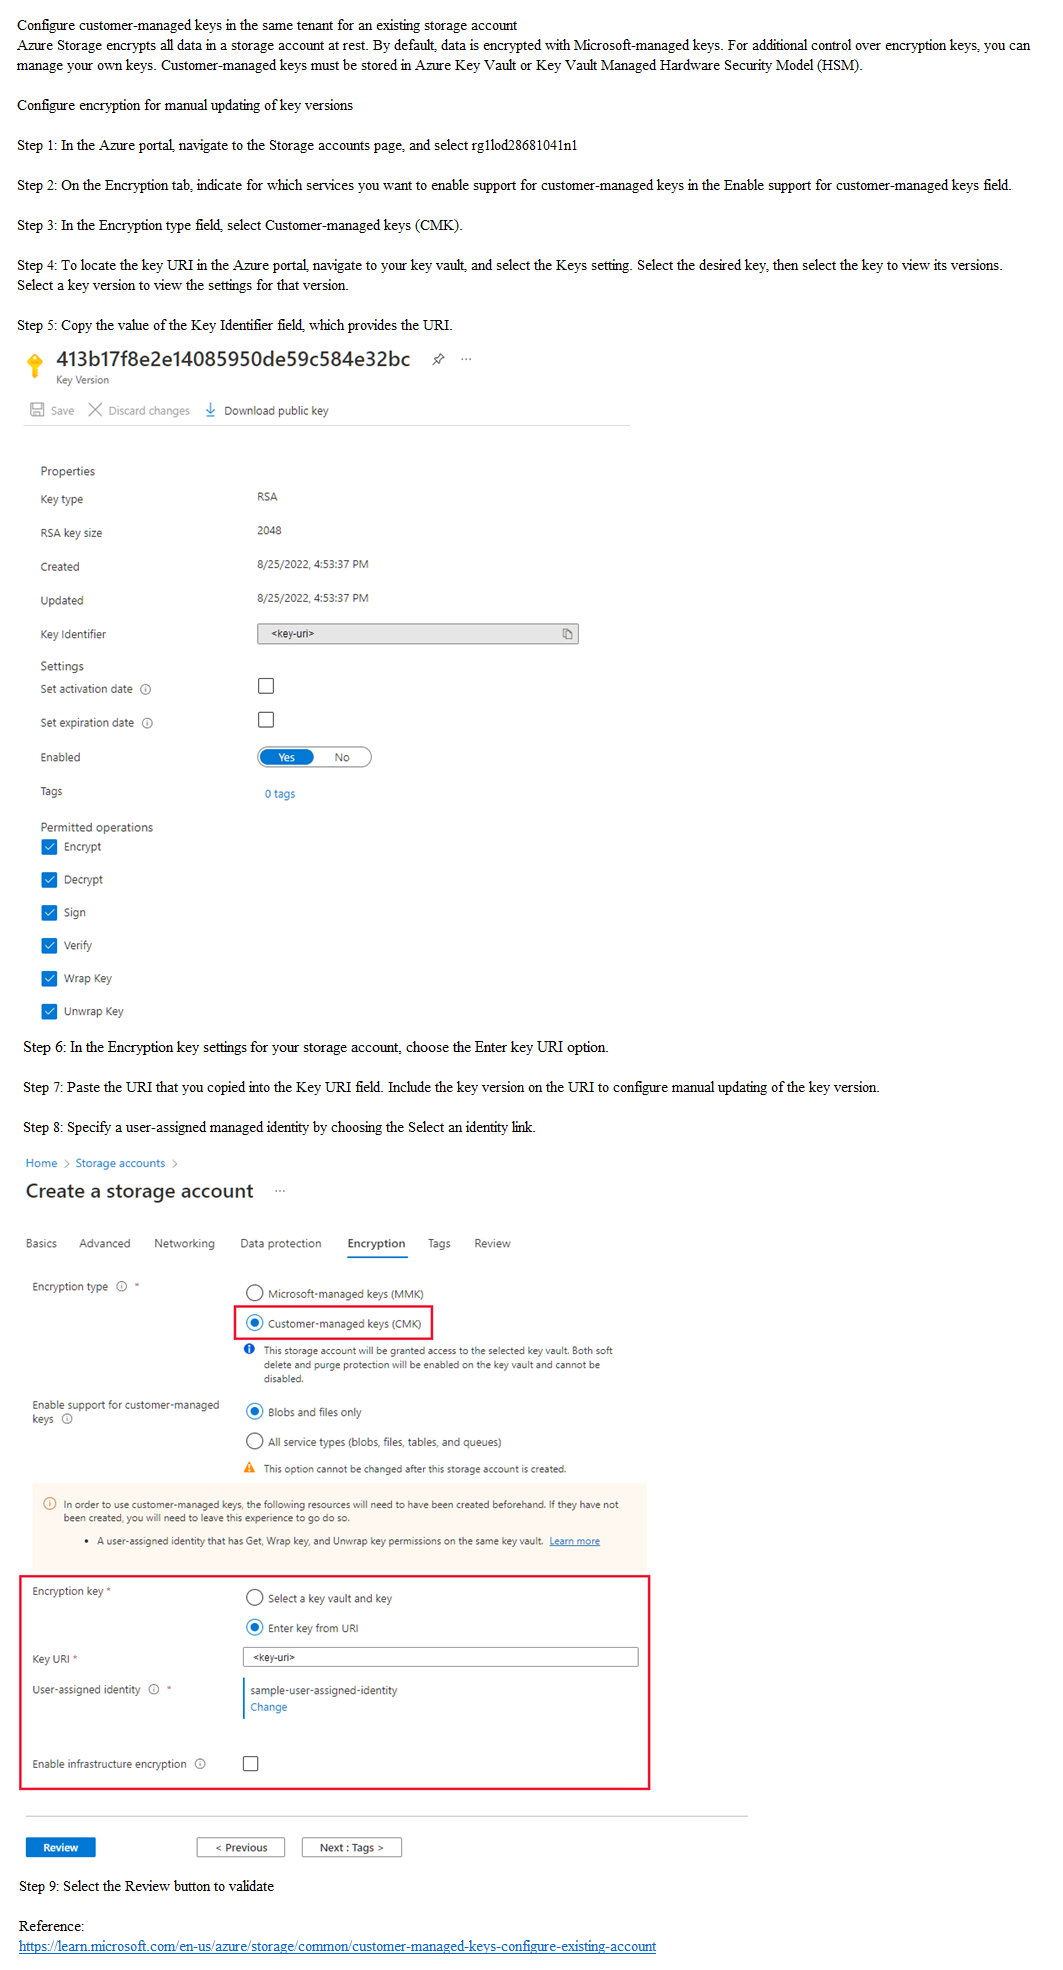 Configure customer-managed keys in the same tenant for an existing storage account
Azure Storage encrypts all data in a storage account at rest. By default, data is encrypted with Microsoft-managed keys. For additional control over encryption keys, you can
manage your own keys. Customer-managed keys must be stored in Azure Key Vault or Key Vault Managed Hardware Security Model (HSM).
Configure encryption for manual updating of key versions
Step 1: In the Azure portal, navigate to the Storage accounts page, and select rg1lod28681041n1
Step 2: On the Encryption tab, indicate for which services you want to enable support for customer-managed keys in the Enable support for customer-managed keys field.
Step 3: In the Encryption type field, select Customer-managed keys (CMK).
Step 4: To locate the key URI in the Azure portal, navigate to your key vault, and select the Keys setting. Select the desired key, then select the key to view its versions.
Select a key version to view the settings for that version.
Step 5: Copy the value of the Key Identifier field, which provides the URI.
413b17f8e2e14085950de59c584e32bc ...
Key Version
Save Discard changes Download public key
Properties
Key type RSA
RSA key size 2048
Created 8/25/2022, 4:53:37 PM
Updated 8/25/2022, 4:53:37 PM
Key Identifier <key-uri>
Settings
Set activation date
Set expiration date
Enabled Yes No
Tags 0 tags
Permitted operations
Encrypt
Decrypt
Sign
Verify
Wrap Key
Unwrap Key
Step 6: In the Encryption key settings for your storage account, choose the Enter key URI option.
Step 7: Paste the URI that you copied into the Key URI field. Include the key version on the URI to configure manual updating of the key version.
Step 8: Specify a user-assigned managed identity by choosing the Select an identity link.
Home > Storage accounts >
Create a storage account ...
Basics Advanced Networking Data protection Encryption Tags Review
Encryption type * Microsoft-managed keys (MMK)
Customer-managed keys (CMK)
This storage account will be granted access to the selected key vault. Both soft
delete and purge protection will be enabled on the key vault and cannot be
disabled.
Enable support for customer-managed
keys
Blobs and files only
All service types (blobs, files, tables, and queues)
This option cannot be changed after this storage account is created.
In order to use customer-managed keys, the following resources will need to have been created beforehand. If they have not
been created, you will need to leave this experience to go do so.
• A user-assigned identity that has Get, Wrap key, and Unwrap key permissions on the same key vault. Learn more
Encryption key * Select a key vault and key
Enter key from URI
Key URI * <key-uri>
User-assigned identity * sample-user-assigned-identity
Change
Enable infrastructure encryption
Review < Previous Next : Tags >
Step 9: Select the Review button to validate
Reference:
https://learn.microsoft.com/en-us/azure/storage/common/customer-managed-keys-configure-existing-account